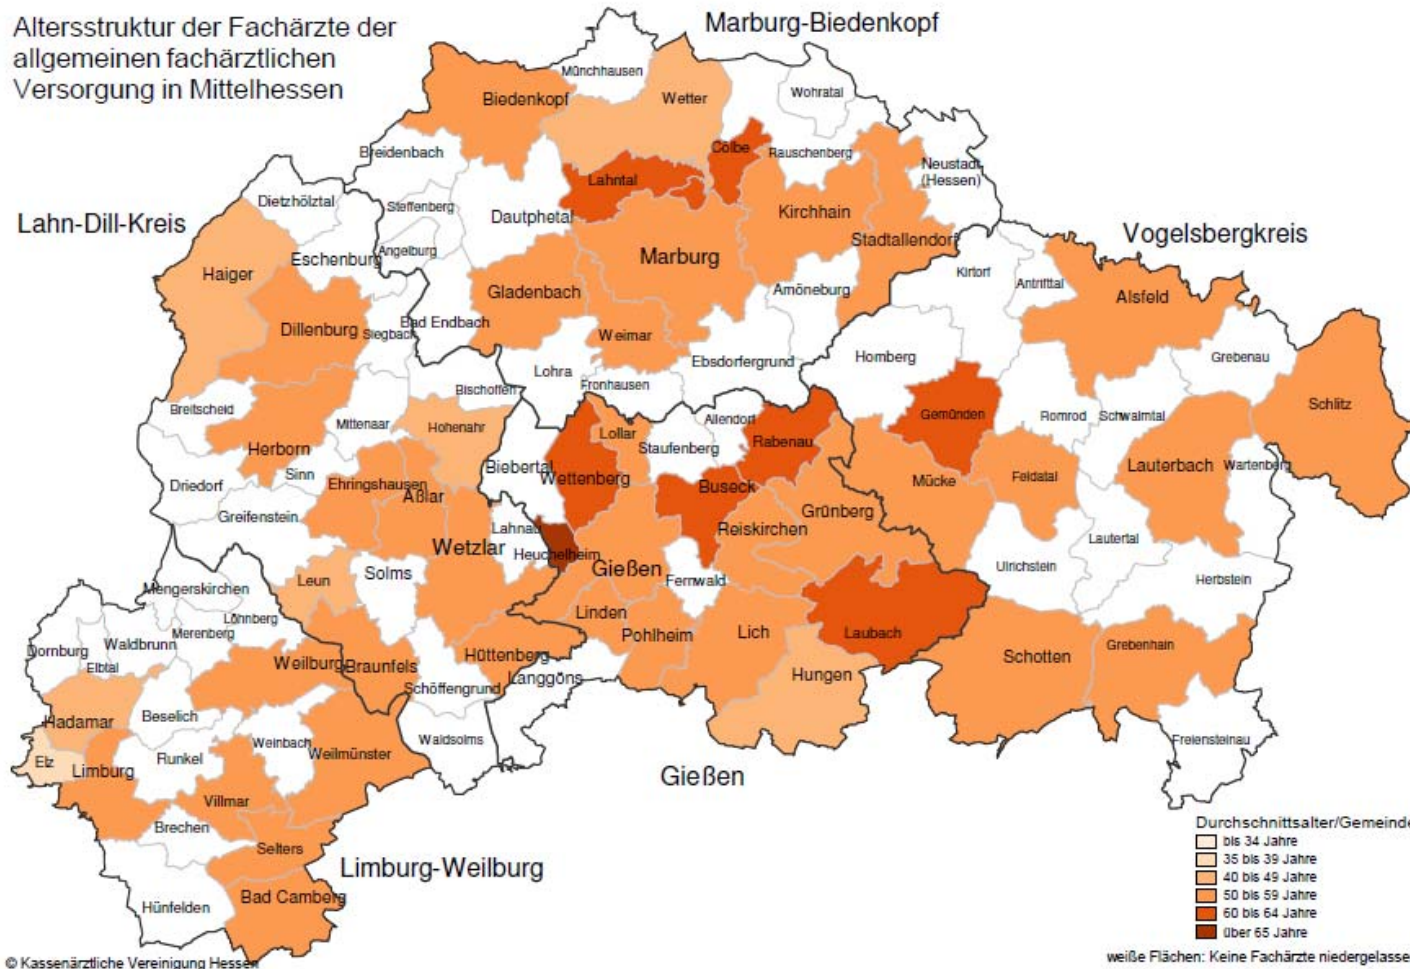 Altersstruktur der Fachärzte der
allgemeinen fachärztlichen
Versorgung in Mittelhessen
Marburg-Biedenkopf
Münchhausen
Biedenkopf
Wetter
Wohratal
Breidenbach
Cölbe
Rauschenberg
Neustadt
(Hessen)
Lahntal
Dietzhölztal
Steffenberg
Dautphetal
Kirchhain
Lahn-Dill-Kreis
Angelburg
Stadtallendorf
Vogelsbergkreis
Eschenburg
Marburg
Haiger
Kirtorf
Antrifttal
Gladenbach
Amöneburg
Alsfeld
Dillenburg
Siegbach
Bad Endbach
Weimar
Homberg
Grebenau
Ebsdorfergrund
Lohra
Fronhausen
Bischoffen
Breitscheid
Mittenaar
Hohenahr
Allendorf
Gemünden
Romrod
Schwalmtal
Schlitz
Lollar
Staufenberg
Rabenau
Herborn
Sinn
Biebertal
Wettenberg
Lauterbach
Wartenberg
Driedorf
Ehringshausen
Aßlar
Buseck
Mücke
Feldatal
Greifenstein
Reiskirchen
Grünberg
Lahnau
Wetzlar
Heuchelheim
Lautertal
Gießen
Solms
Fernwald
Ulrichstein
Herbstein
Leun
Mengerskirchen
Löhnberg
Merenberg
Waldbrunn
Dornburg
Elbtal
Linden
Pohlheim
Lich
Laubach
Grebenhain
Schotten
Weilburg
Braunfels
Hüttenberg
Langgöns
Schöffengrund
Hungen
Hadamar
Beselich
Weinbach
Weilmünster
Waldsolms
Freiensteinau
Elz
Limburg
Runkel
Gießen
Villmar
Brechen
Selters
Limburg-Weilburg
Bad Camberg
Hünfelden
Durchschnittsalter/Gemeinde
bis 34 Jahre
35 bis 39 Jahre
40 bis 49 Jahre
50 bis 59 Jahre
60 bis 64 Jahre
über 65 Jahre
© Kassenärztliche Vereinigung Hessen
weiße Flächen: Keine Fachärzte niedergelasse